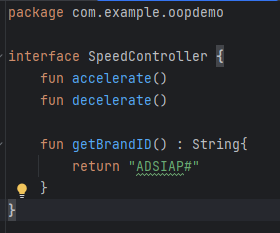 package com.example.oopdemo
interface SpeedController {
fun accelerate()
fun decelerate()
fun getBrandID() : String{
return "ADSIAP#"
}
}